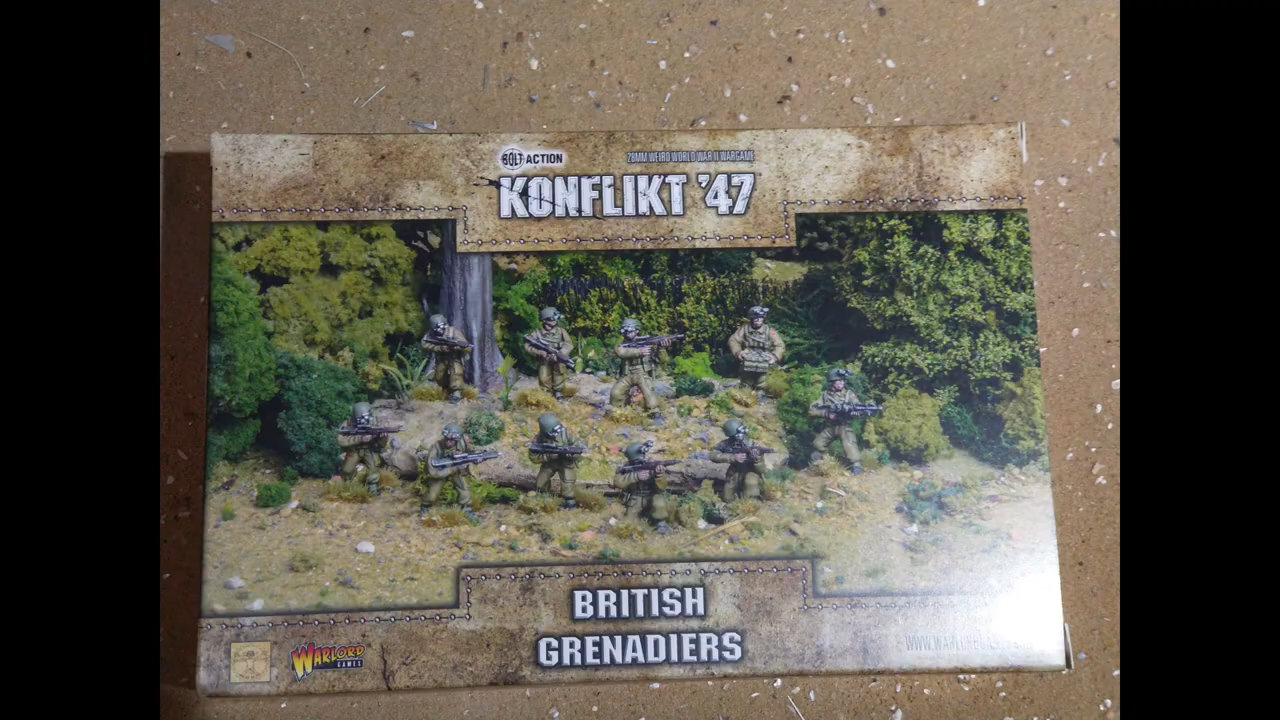 BOLT ACTION
28MM WEIRD WORLD WAR II WARGAME
KONFLIKT '47
BRITISH
GRENADIERS
WARLORD
GAMES